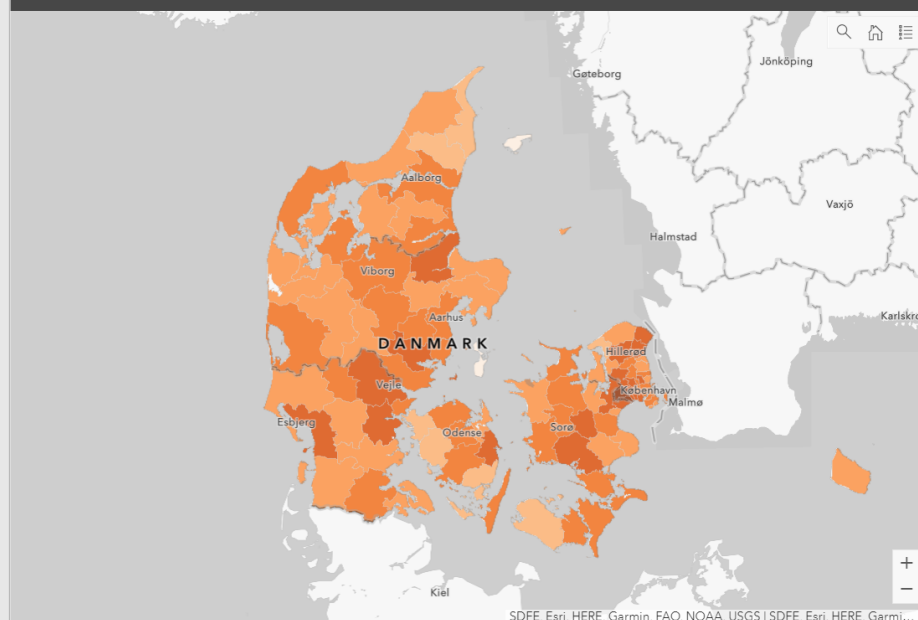 Gøteborg
Jönköping
Aalborg
Vaxjö
Halmstad
Viborg
Aarhus
Karlskro
DANMARK
Hillerød
Vejle
København
Malmø
Esbjerg
Odense
Sorø
Kiel
SDFE, Esri, HERE, Garmin, FAO, NOAA, USGS | SDFE, Esri, HERE, Garmi...